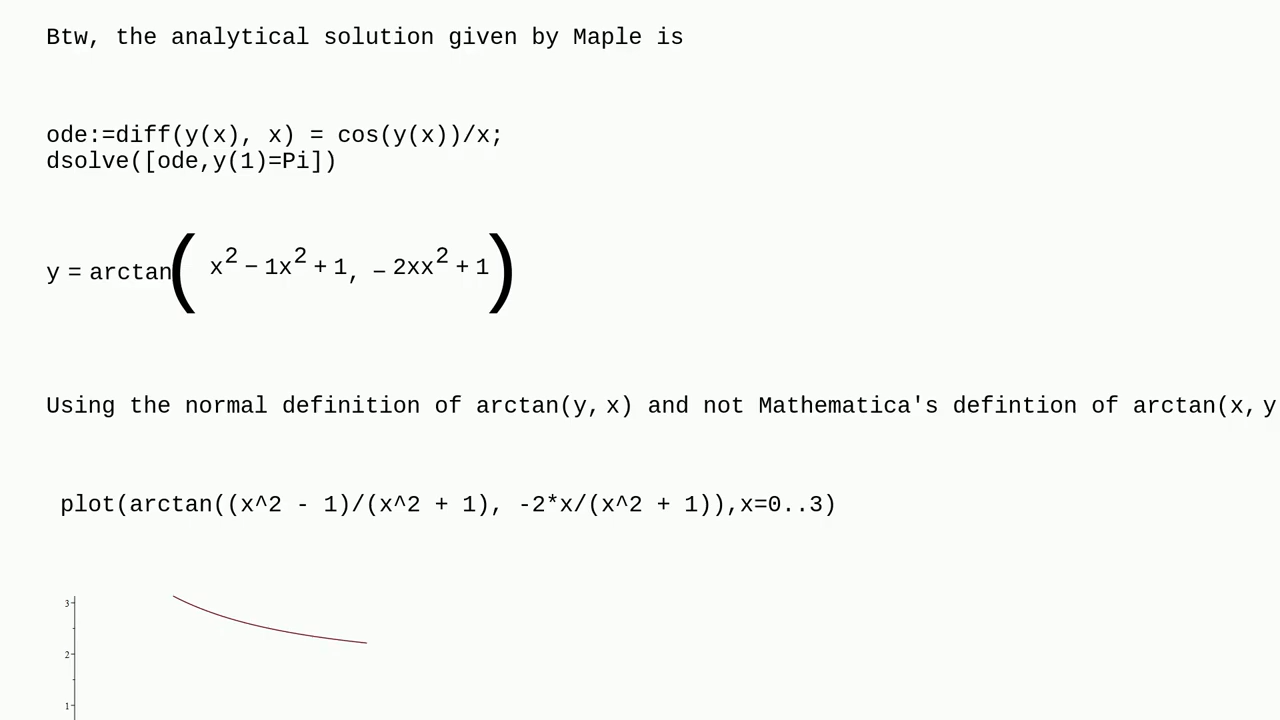 Btw, the analytical solution given by Maple is
ode:=diff(y(x), x) = cos(y(x))/x;
dsolve([ode,y(1)=Pi])
y = arctan( x² − 1x² + 1, − 2xx² + 1)
Using the normal definition of arctan(y, x) and not Mathematica's defintion of arctan(x, y
plot(arctan((x^2 - 1)/(x^2 + 1), -2*x/(x^2 + 1)),x=0..3)
3
2
1